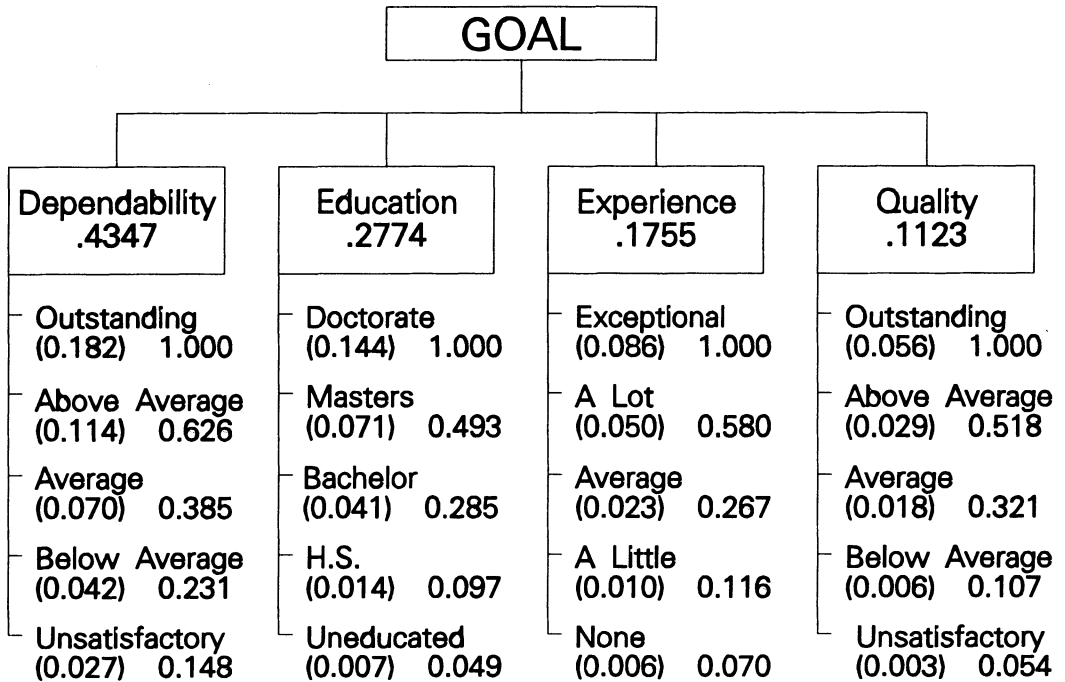 GOAL
Dependability
.4347
Outstanding
(0.182) 1.000
Above Average
(0.114) 0.626
Average
(0.070) 0.385
Below Average
(0.042) 0.231
Unsatisfactory
(0.027) 0.148
Education
.2774
Doctorate
(0.144) 1.000
Masters
(0.071) 0.493
Bachelor
(0.041) 0.285
H.S.
(0.014) 0.097
Uneducated
(0.007) 0.049
Experience
.1755
Exceptional
(0.086) 1.000
A Lot
(0.050) 0.580
Average
(0.023) 0.267
A Little
(0.010) 0.116
None
(0.006) 0.070
Quality
.1123
Outstanding
(0.056) 1.000
Above Average
(0.029) 0.518
Average
(0.018) 0.321
Below Average
(0.006) 0.107
Unsatisfactory
(0.003) 0.054